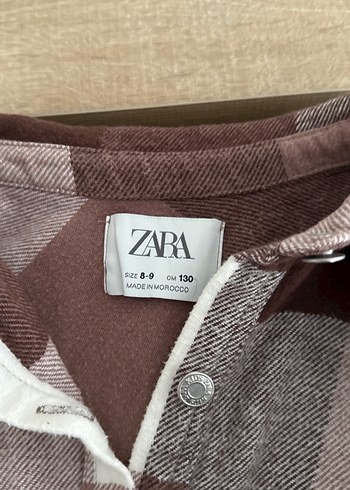 ZARA
SIZE 8-9 CM 130
MADE IN MOROCCO